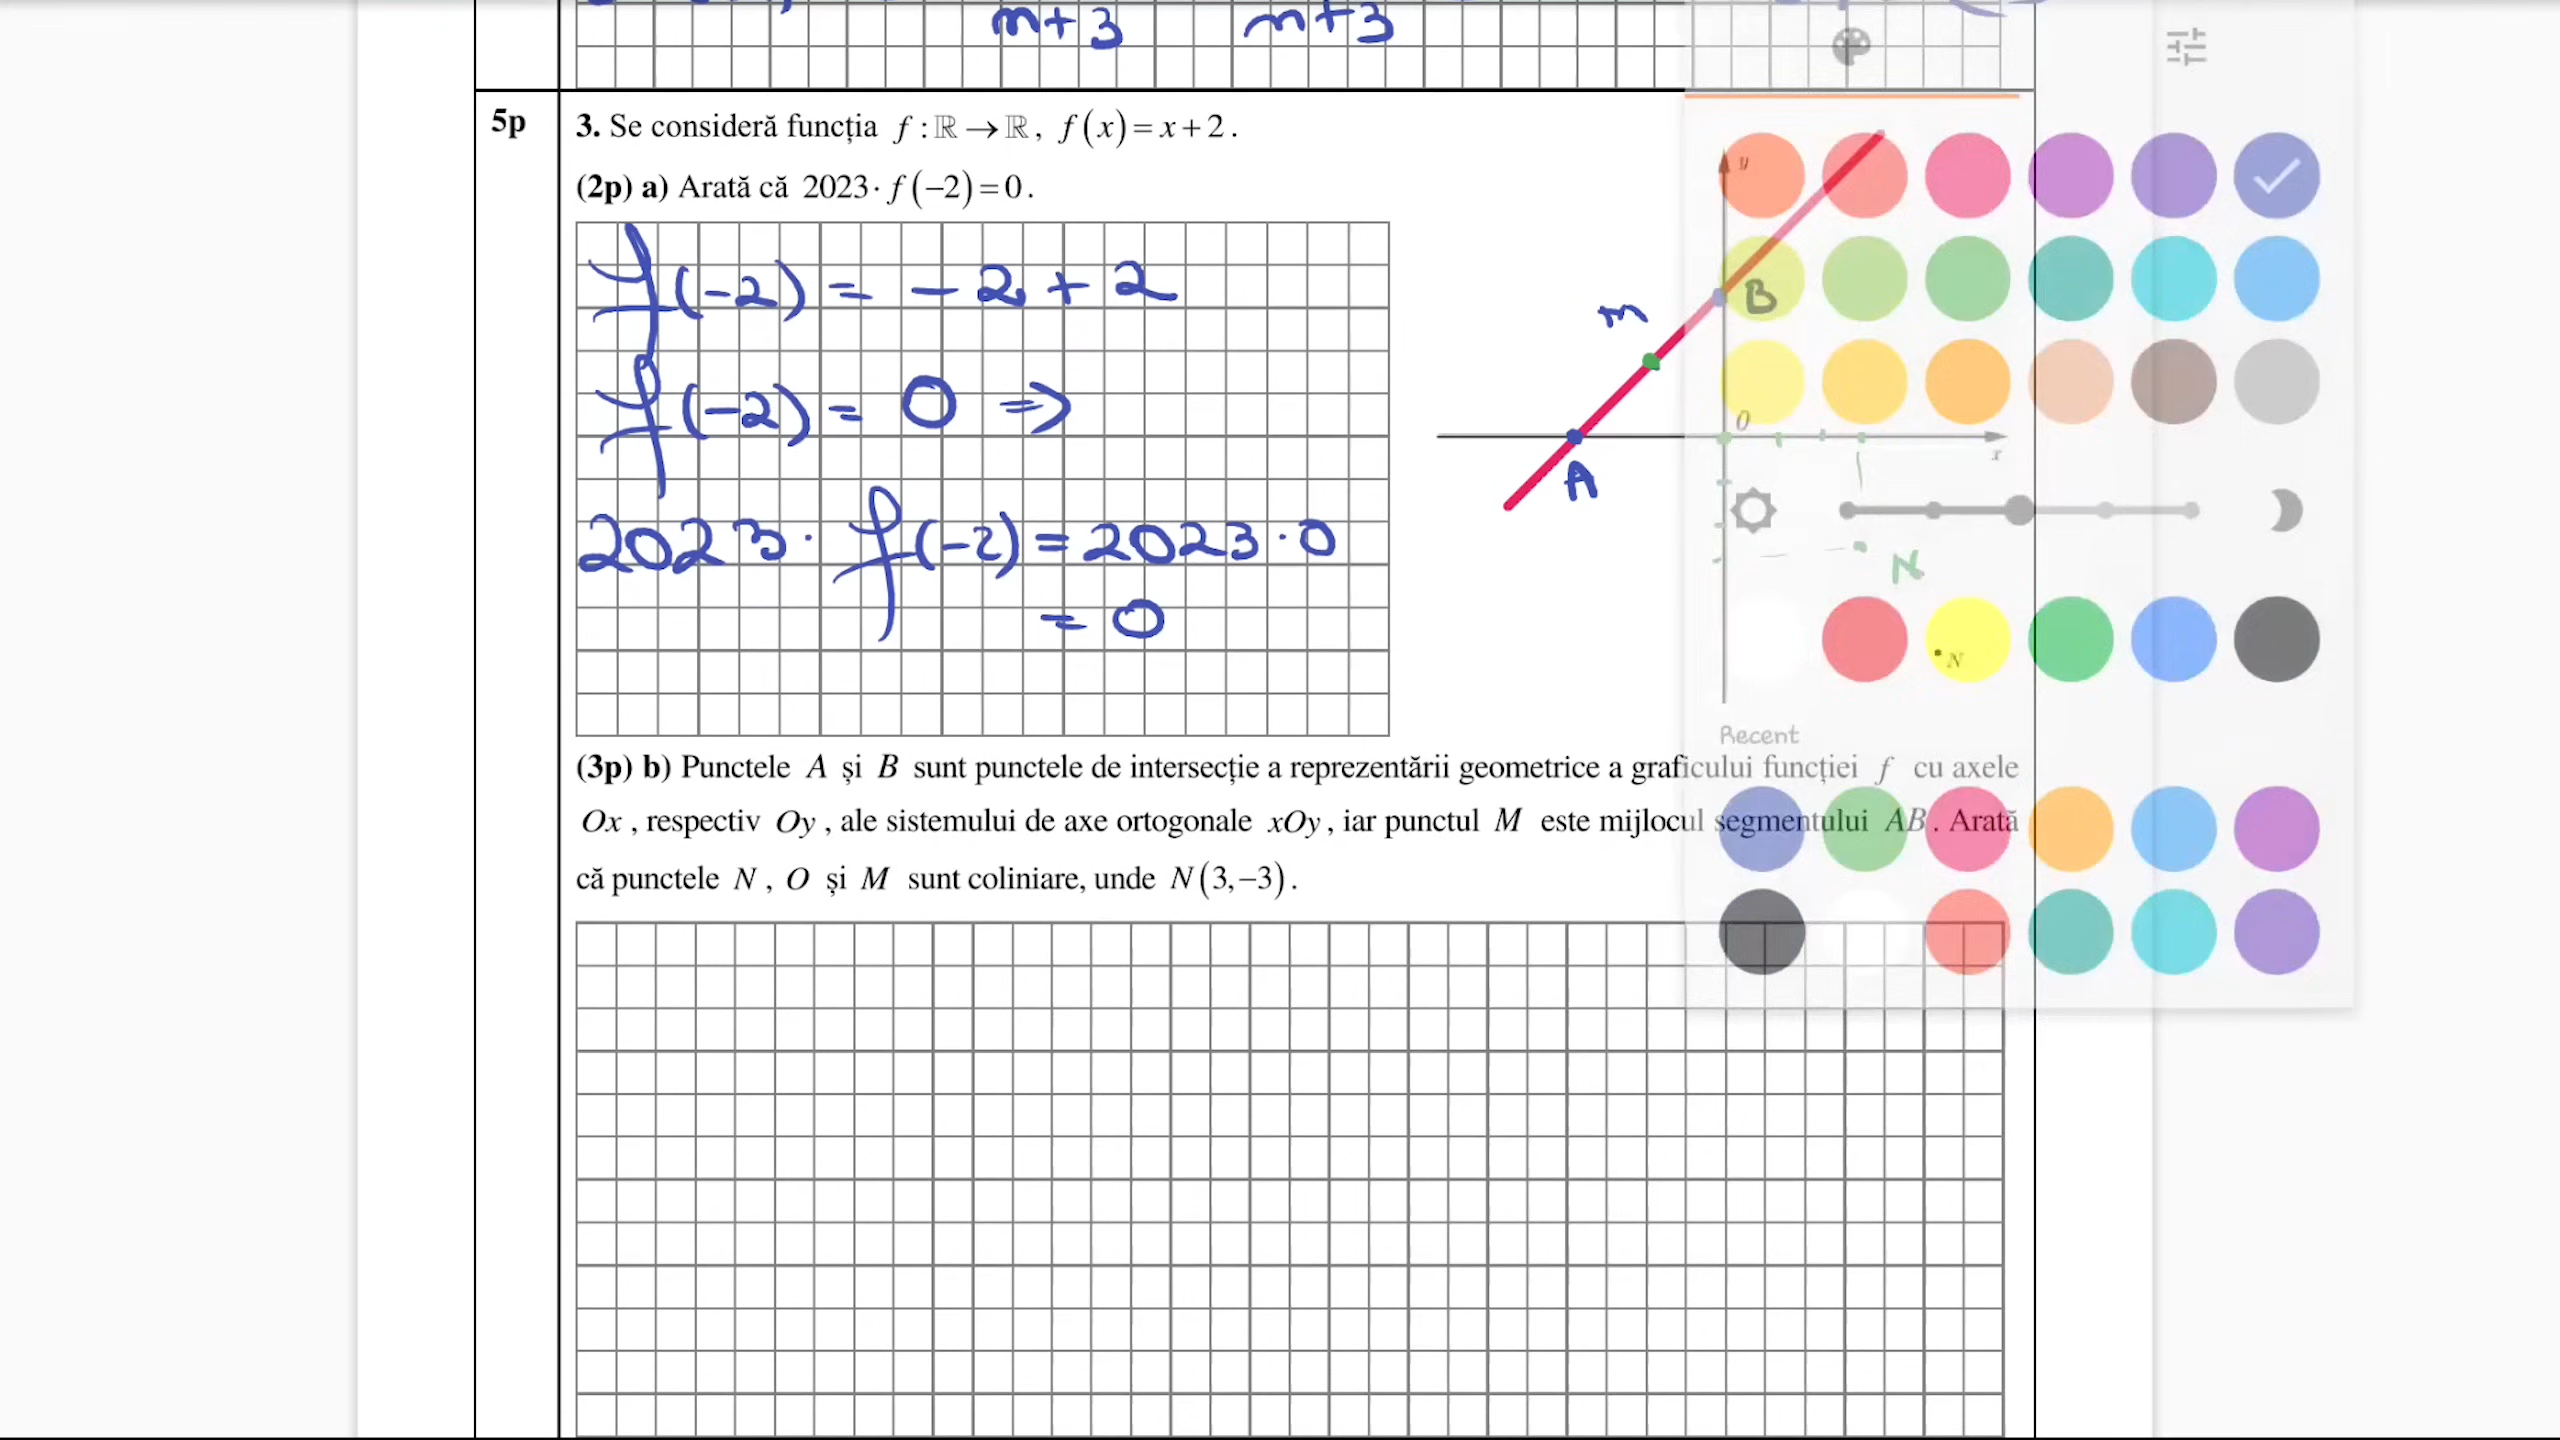 m+3 m+3
5p
3. Se consideră funcția f : ℝ → ℝ, f(x) = x + 2.
(2p) a) Arată că 2023 · f(−2) = 0.
f(-2) = -2 + 2
f(-2) = 0 ⇒
2023 · f(-2) = 2023 · 0
= 0
y
B
m
0
x
A
N
N
Recent
(3p) b) Punctele A și B sunt punctele de intersecție a reprezentării geometrice a graficului funcției f cu axele
Ox, respectiv Oy, ale sistemului de axe ortogonale xOy, iar punctul M este mijlocul segmentului AB. Arată
că punctele N, O și M sunt coliniare, unde N(3,−3).